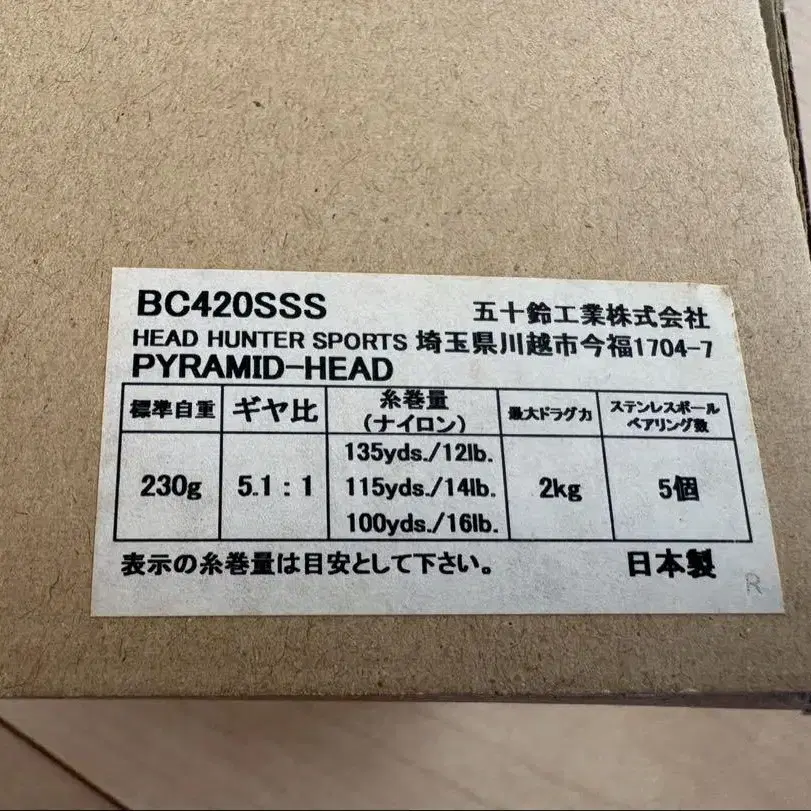 BC420SSS 五十鈴工業株式会社
HEAD HUNTER SPORTS 埼玉県川越市今福1704-7
PYRAMID-HEAD
標準自重 ギヤ比 糸巻量 (ナイロン) 最大ドラグ力 ステンレスボール ベアリング数
230g 5.1:1 135yds./12lb. 2kg 5個
115yds./14lb.
100yds./16lb.
表示の糸巻量は目安として下さい。 日本製
R